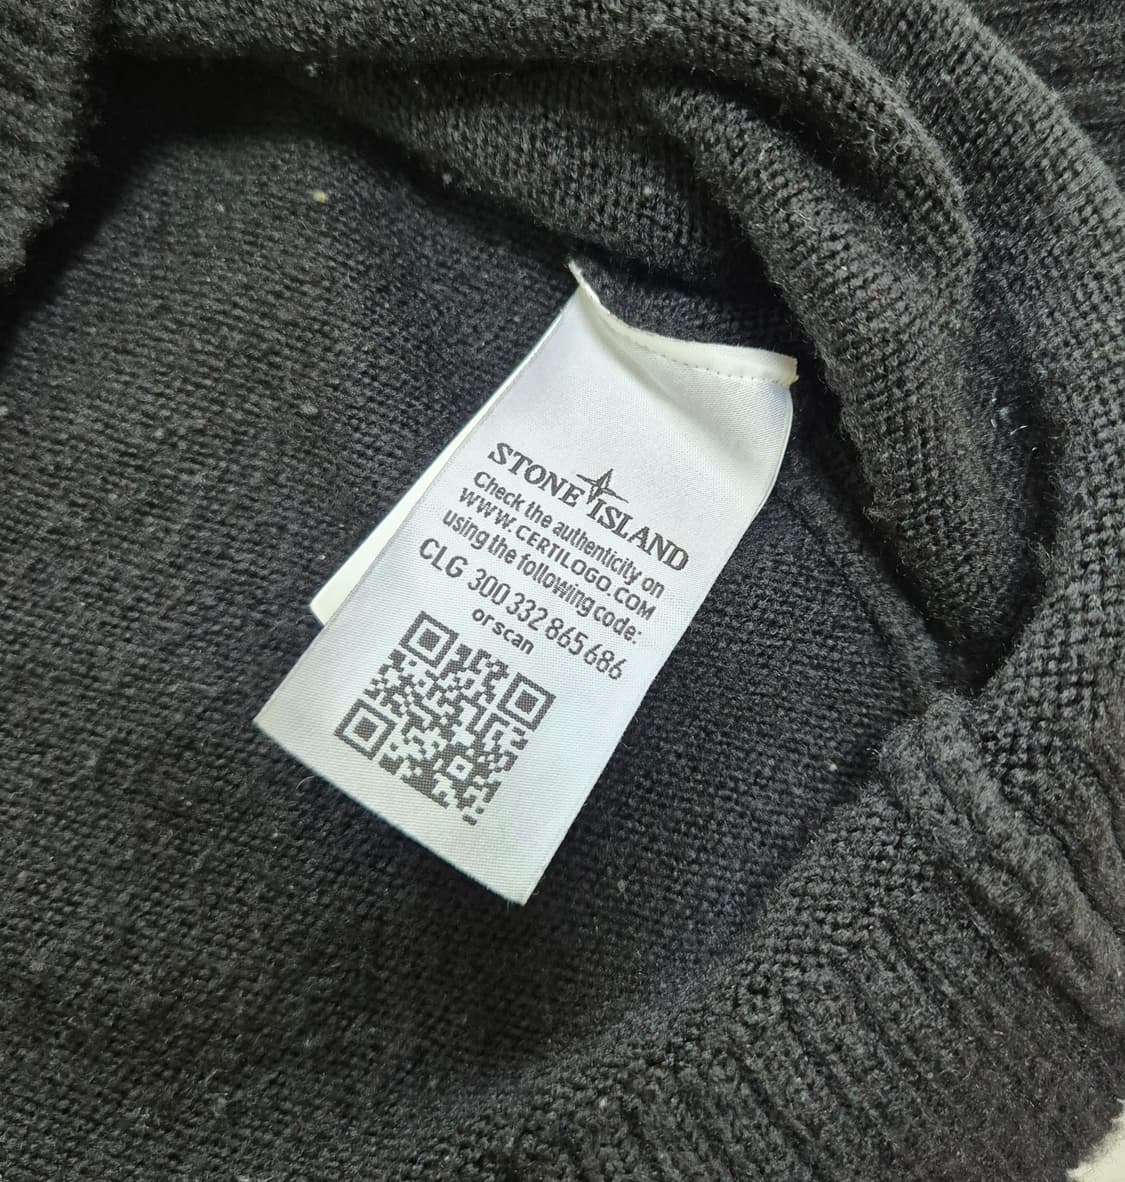 STONE ISLAND
Check the authenticity on
WWW.CERTILOGO.COM
using the following code:
CLG 300 332 865 686
or scan